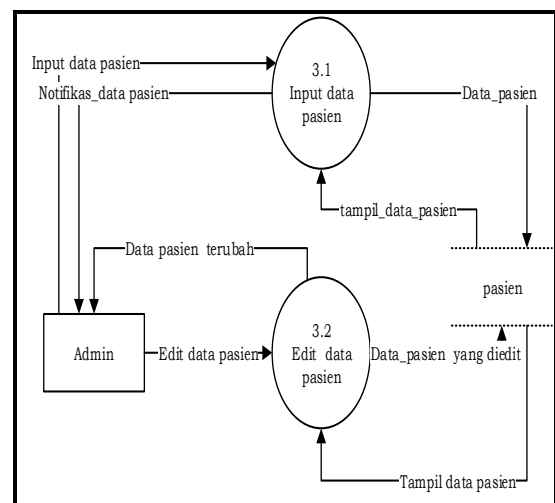 Input data pasien
3.1
Input data
pasien
Notifikas_data pasien
Data_pasien
tampil_data_pasien
Data pasien terubah
pasien
Admin
Edit data pasien
3.2
Edit data
pasien
Data_pasien yang diedit
Tampil data pasien